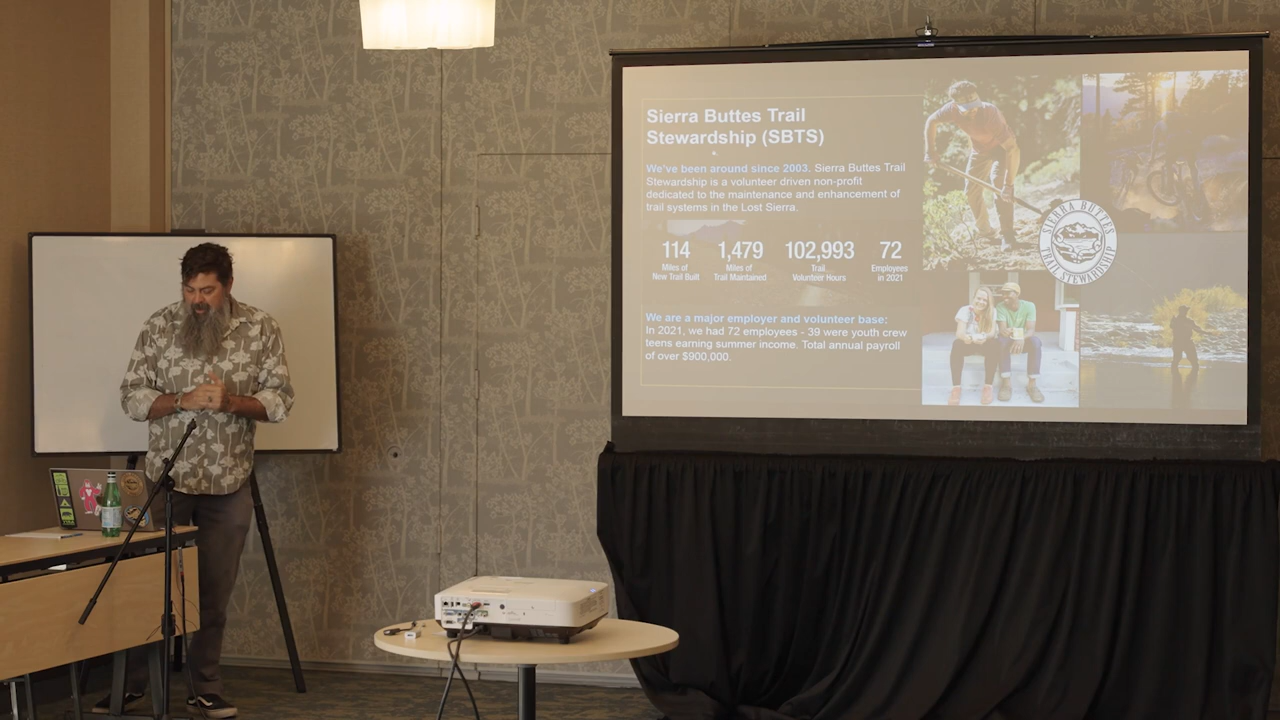 Sierra Buttes Trail
Stewardship (SBTS)
We've been around since 2003. Sierra Buttes Trail
Stewardship is a volunteer driven non-profit
dedicated to the maintenance and enhancement of
trail systems in the Lost Sierra.
114
Miles of
New Trail Built
1,479
Miles of
Trail Maintained
102,993
Trail
Volunteer Hours
72
Employees
in 2021
We are a major employer and volunteer base:
In 2021, we had 72 employees - 39 were youth crew
teens earning summer income. Total annual payroll
of over $900,000.
SIERRA BUTTES
TRAIL STEWARDSHIP